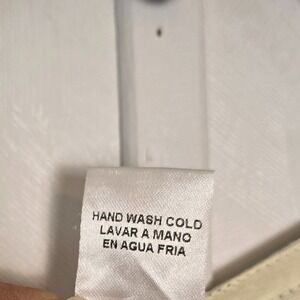 HAND WASH COLD
LAVAR A MANO
EN AGUA FRIA